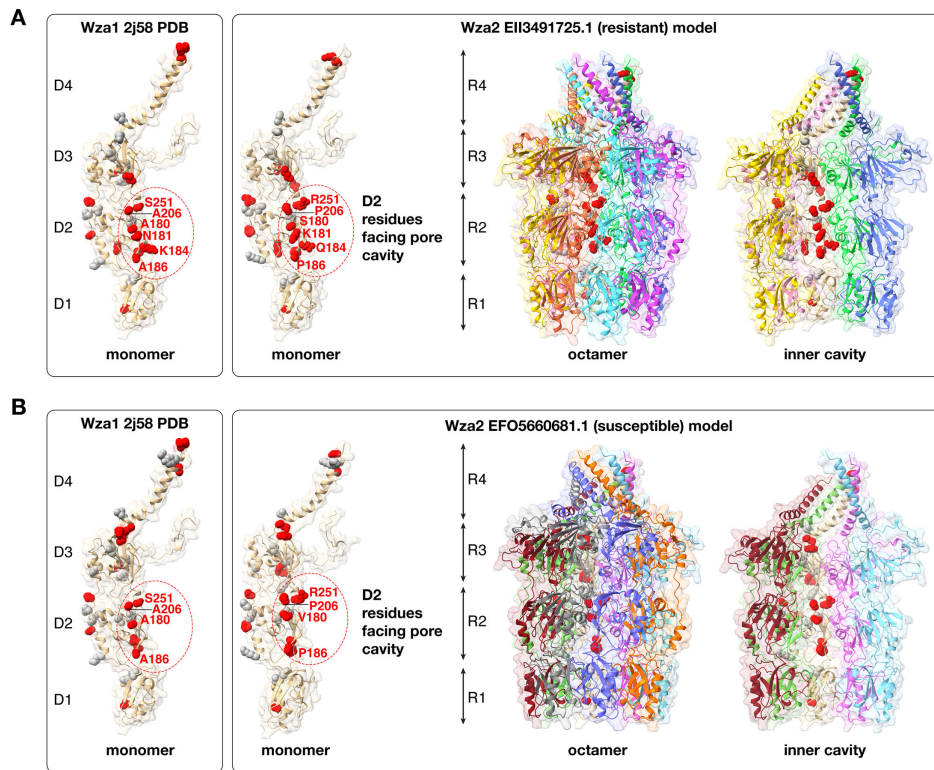 A
Wza1 2j58 PDB
D4
D3
D2
D1
S251
A206
A180
N181
K184
A186
monomer
Wza2 EII3491725.1 (resistant) model
R251
P206
S180
K181
Q184
P186
D2
residues
facing pore
cavity
monomer
R4
R3
R2
R1
octamer
inner cavity
B
Wza1 2j58 PDB
D4
D3
D2
D1
S251
A206
A180
A186
monomer
Wza2 EFO5660681.1 (susceptible) model
R251
P206
V180
P186
D2
residues
facing pore
cavity
monomer
R4
R3
R2
R1
octamer
inner cavity